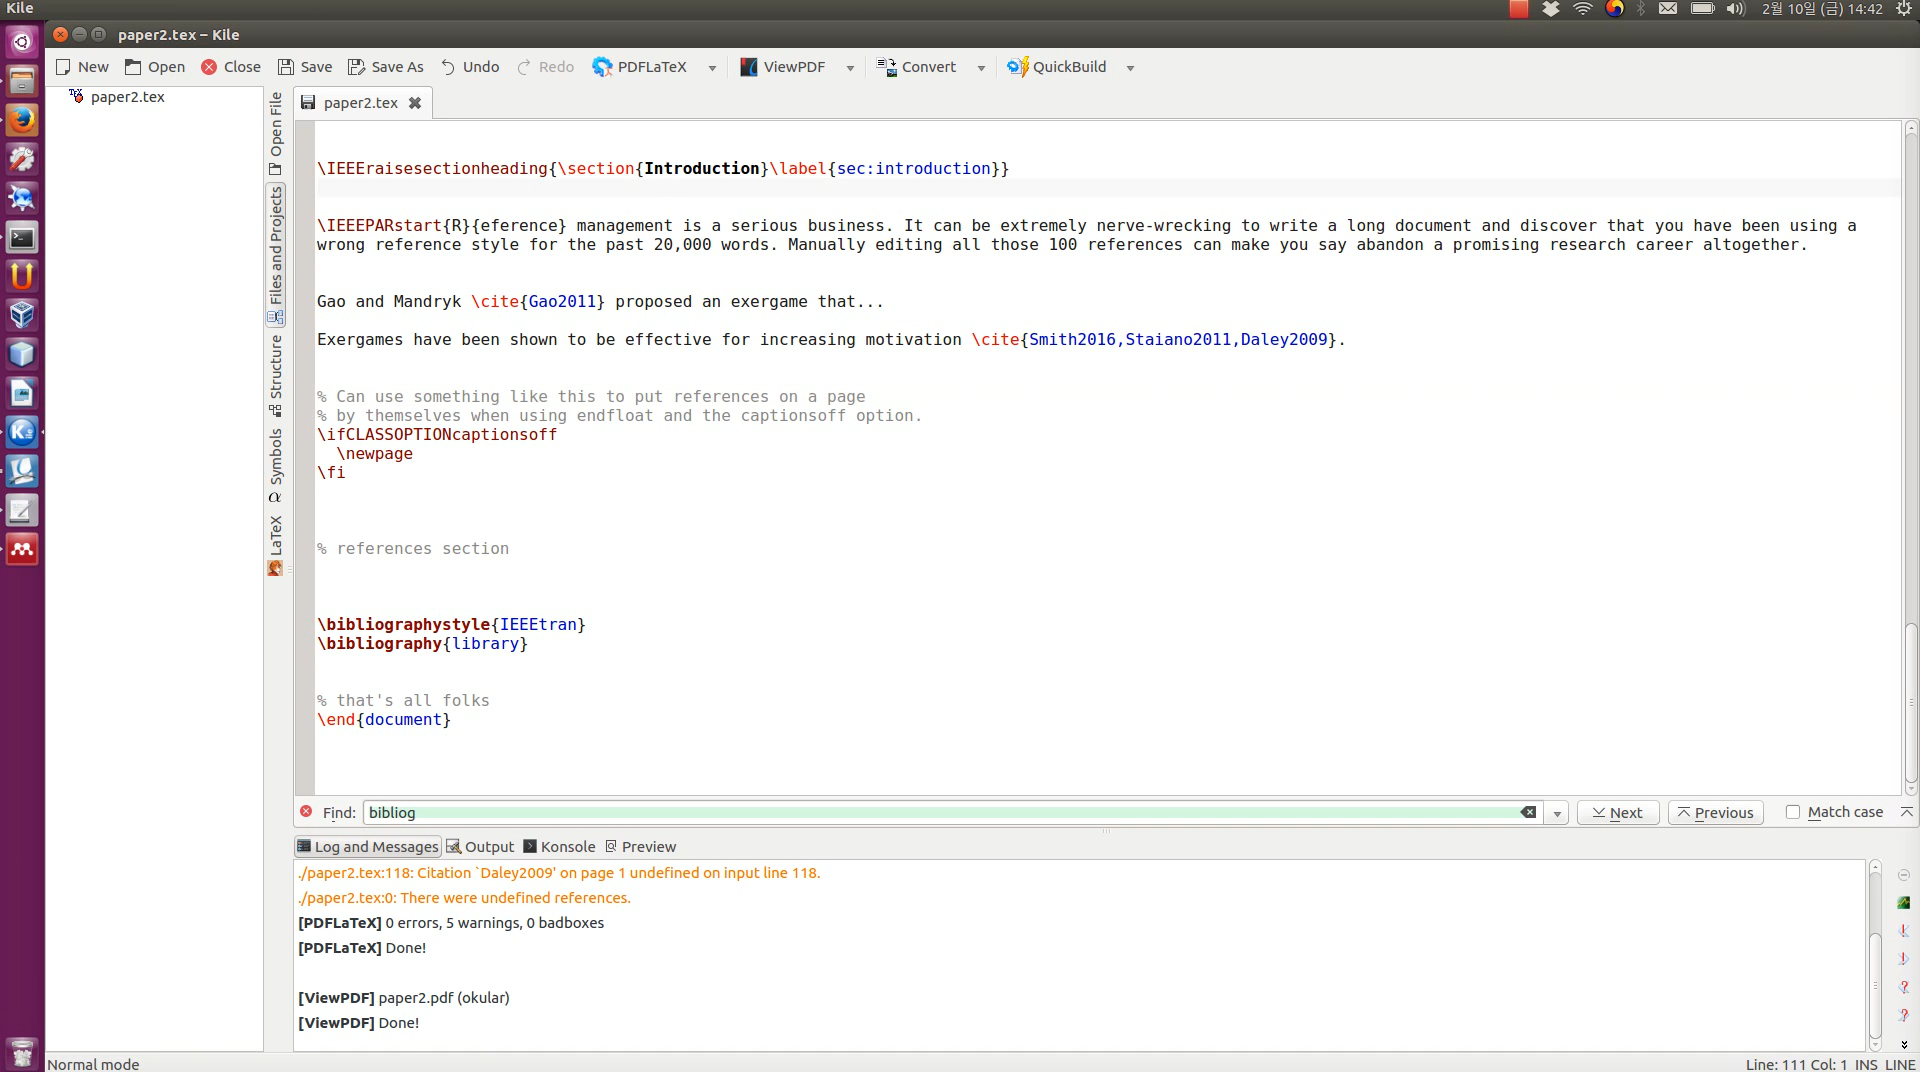 Kile
2월 10일 (금) 14:42
paper2.tex – Kile
New Open Close Save Save As Undo Redo PDFLaTeX ViewPDF Convert QuickBuild
paper2.tex
Open File
Files and Projects
Structure
Symbols
LaTeX
paper2.tex
\IEEEraisesectionheading{\section{Introduction}\label{sec:introduction}}
\IEEEPARstart{R}{eference} management is a serious business. It can be extremely nerve-wrecking to write a long document and discover that you have been using a
wrong reference style for the past 20,000 words. Manually editing all those 100 references can make you say abandon a promising research career altogether.
Gao and Mandryk \cite{Gao2011} proposed an exergame that...
Exergames have been shown to be effective for increasing motivation \cite{Smith2016,Staiano2011,Daley2009}.
% Can use something like this to put references on a page
% by themselves when using endfloat and the captionsoff option.
\ifCLASSOPTIONcaptionsoff
\newpage
\fi
% references section
\bibliographystyle{IEEEtran}
\bibliography{library}
% that's all folks
\end{document}
Find: bibliog Next Previous Match case
Log and Messages Output Konsole Preview
./paper2.tex:118: Citation `Daley2009' on page 1 undefined on input line 118.
./paper2.tex:0: There were undefined references.
[PDFLaTeX] 0 errors, 5 warnings, 0 badboxes
[PDFLaTeX] Done!
[ViewPDF] paper2.pdf (okular)
[ViewPDF] Done!
Normal mode
Line: 111 Col: 1 INS LINE